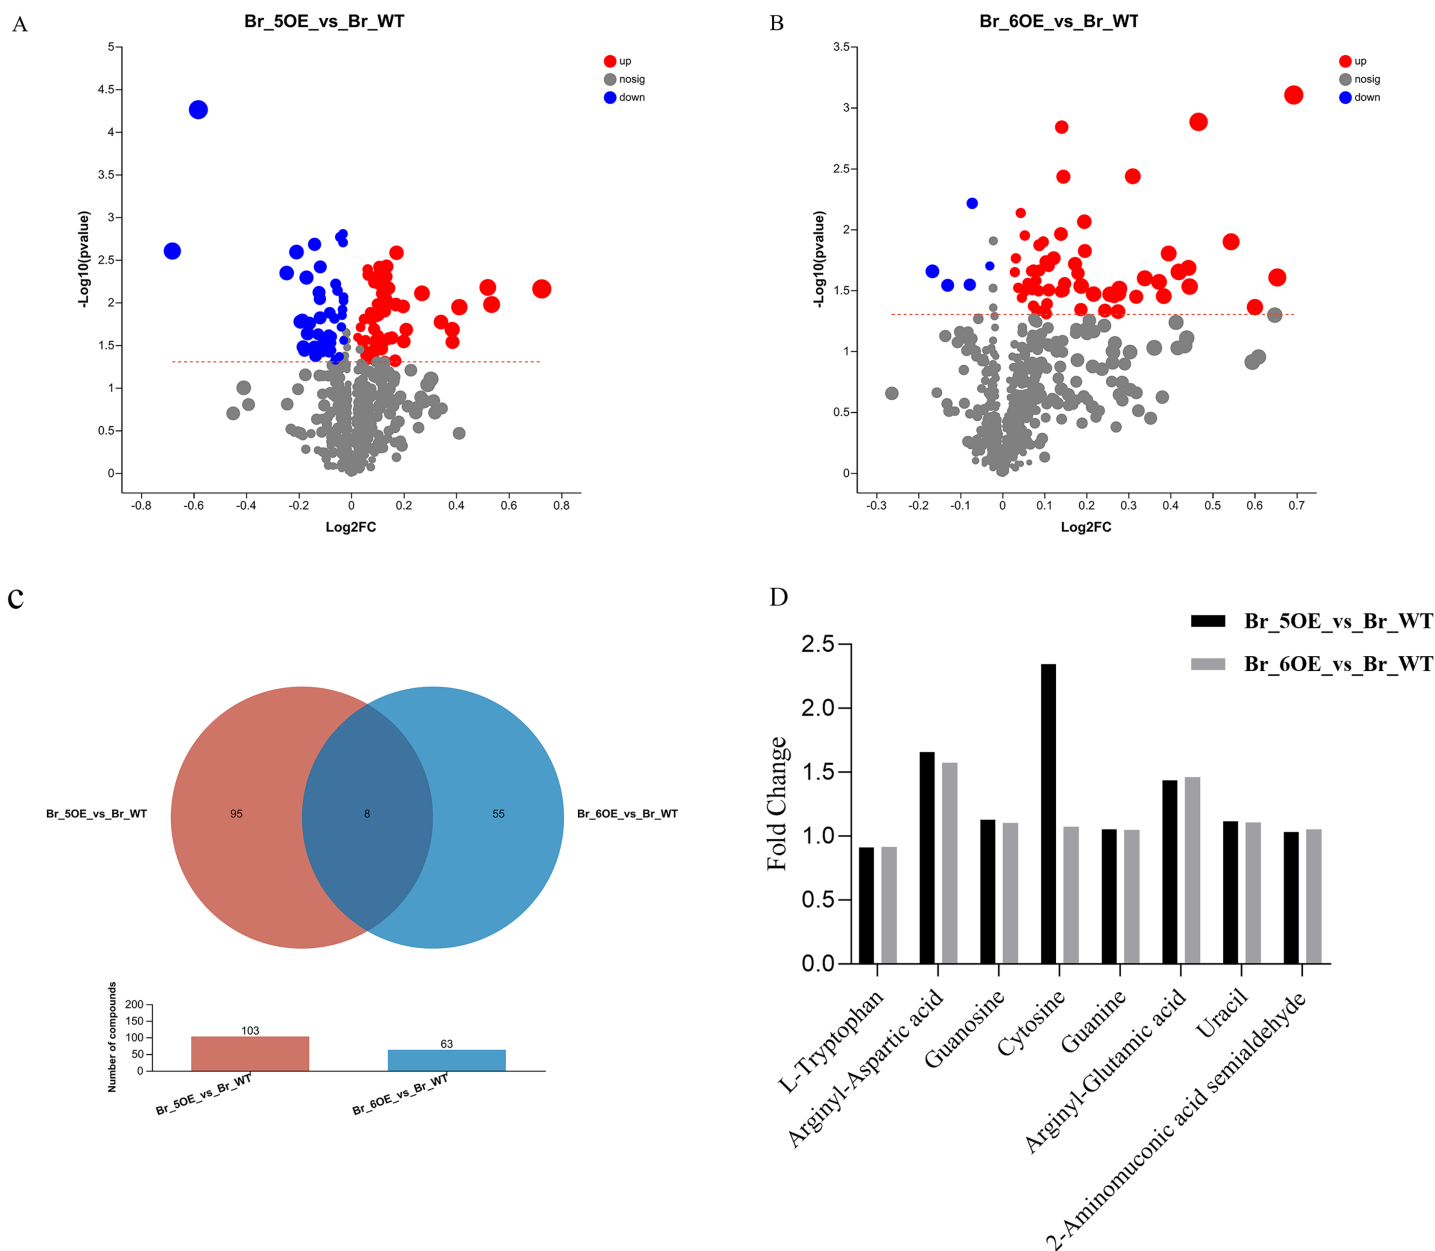 A
Br_5OE_vs_Br_WT
5
4.5
4
3.5
3
2.5
2
1.5
1
0.5
0
-Log10(pvalue)
-0.8
-0.6
-0.4
-0.2
0
0.2
0.4
0.6
0.8
Log2FC
up
nosig
down
B
Br_6OE_vs_Br_WT
3.5
3
2.5
2
1.5
1
0.5
0
-Log10(pvalue)
-0.3
-0.2
-0.1
0
0.1
0.2
0.3
0.4
0.5
0.6
0.7
Log2FC
up
nosig
down
C
Br_5OE_vs_Br_WT
95
8
55
Br_6OE_vs_Br_WT
Number of compounds
200
150
100
50
0
103
63
Br_5OE_vs_Br_WT
Br_6OE_vs_Br_WT
D
Br_5OE_vs_Br_WT
Br_6OE_vs_Br_WT
Fold Change
2.5
2.0
1.5
1.0
0.5
0.0
L-Tryptophan
Arginyl-Aspartic acid
Guanosine
Cytosine
Guanine
Arginyl-Glutamic acid
Uracil
2-Aminomuconic acid semialdehyde